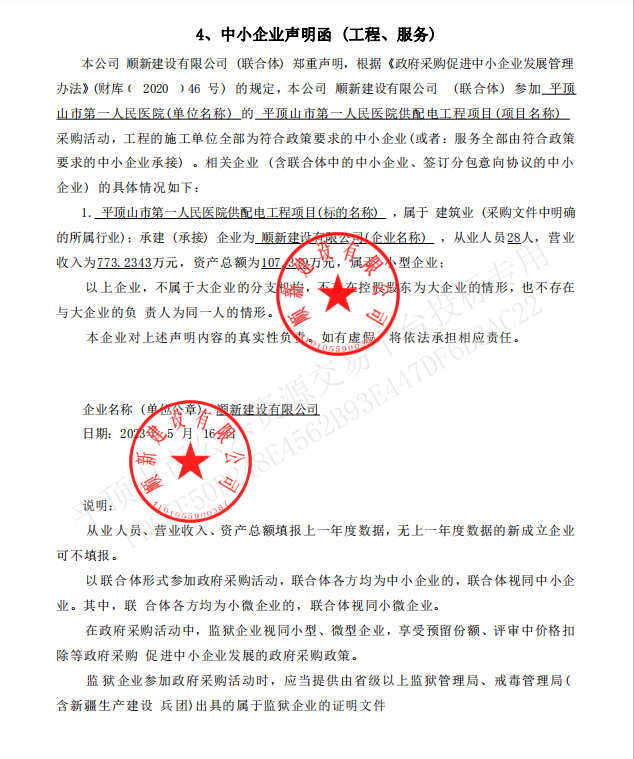 4、中小企业声明函 (工程、服务)
本公司 顺新建设有限公司 (联合体) 郑重声明，根据《政府采购促进中小企业发展管理
办法》(财库﹝ 2020 ﹞46 号) 的规定，本公司 顺新建设有限公司 (联合体) 参加 平顶
山市第一人民医院(单位名称) 的 平顶山市第一人民医院供配电工程项目(项目名称)
采购活动，工程的施工单位全部为符合政策要求的中小企业(或者：服务全部由符合政策
要求的中小企业承接) 。相关企业 (含联合体中的中小企业、签订分包意向协议的中小
企业) 的具体情况如下：
1. 平顶山市第一人民医院供配电工程项目(标的名称) ，属于 建筑业 (采购文件中明确
的所属行业)；承建 (承接) 企业为 顺新建设有限公司(企业名称) ，从业人员28人，营业
收入为773.2343万元，资产总额为107. 万元，属于 小型企业；
以上企业，不属于大企业的分支机构，不存在控股股东为大企业的情形，也不存在
与大企业的负 责人为同一人的情形。
本企业对上述声明内容的真实性负责。如有虚假，将依法承担相应责任。
顺新建设有限公司
企业名称 (单位公章)： 顺新建设有限公司
日期：2023年 5 月 16 日
顺新建设有限公司
4101055900387
说明：
从业人员、营业收入、资产总额填报上一年度数据，无上一年度数据的新成立企业
可不填报。
以联合体形式参加政府采购活动，联合体各方均为中小企业的，联合体视同中小企
业。其中，联 合体各方均为小微企业的，联合体视同小微企业。
在政府采购活动中，监狱企业视同小型、微型企业，享受预留份额、评审中价格扣
除等政府采购 促进中小企业发展的政府采购政策。
监狱企业参加政府采购活动时，应当提供由省级以上监狱管理局、戒毒管理局(
含新疆生产建设 兵团)出具的属于监狱企业的证明文件